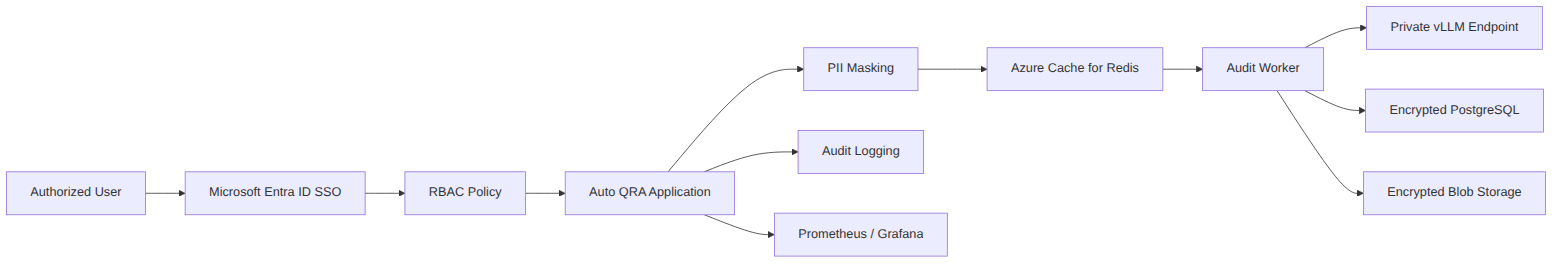 Authorized User
Microsoft Entra ID SSO
RBAC Policy
Auto QRA Application
PII Masking
Audit Logging
Prometheus / Grafana
Azure Cache for Redis
Audit Worker
Private vLLM Endpoint
Encrypted PostgreSQL
Encrypted Blob Storage